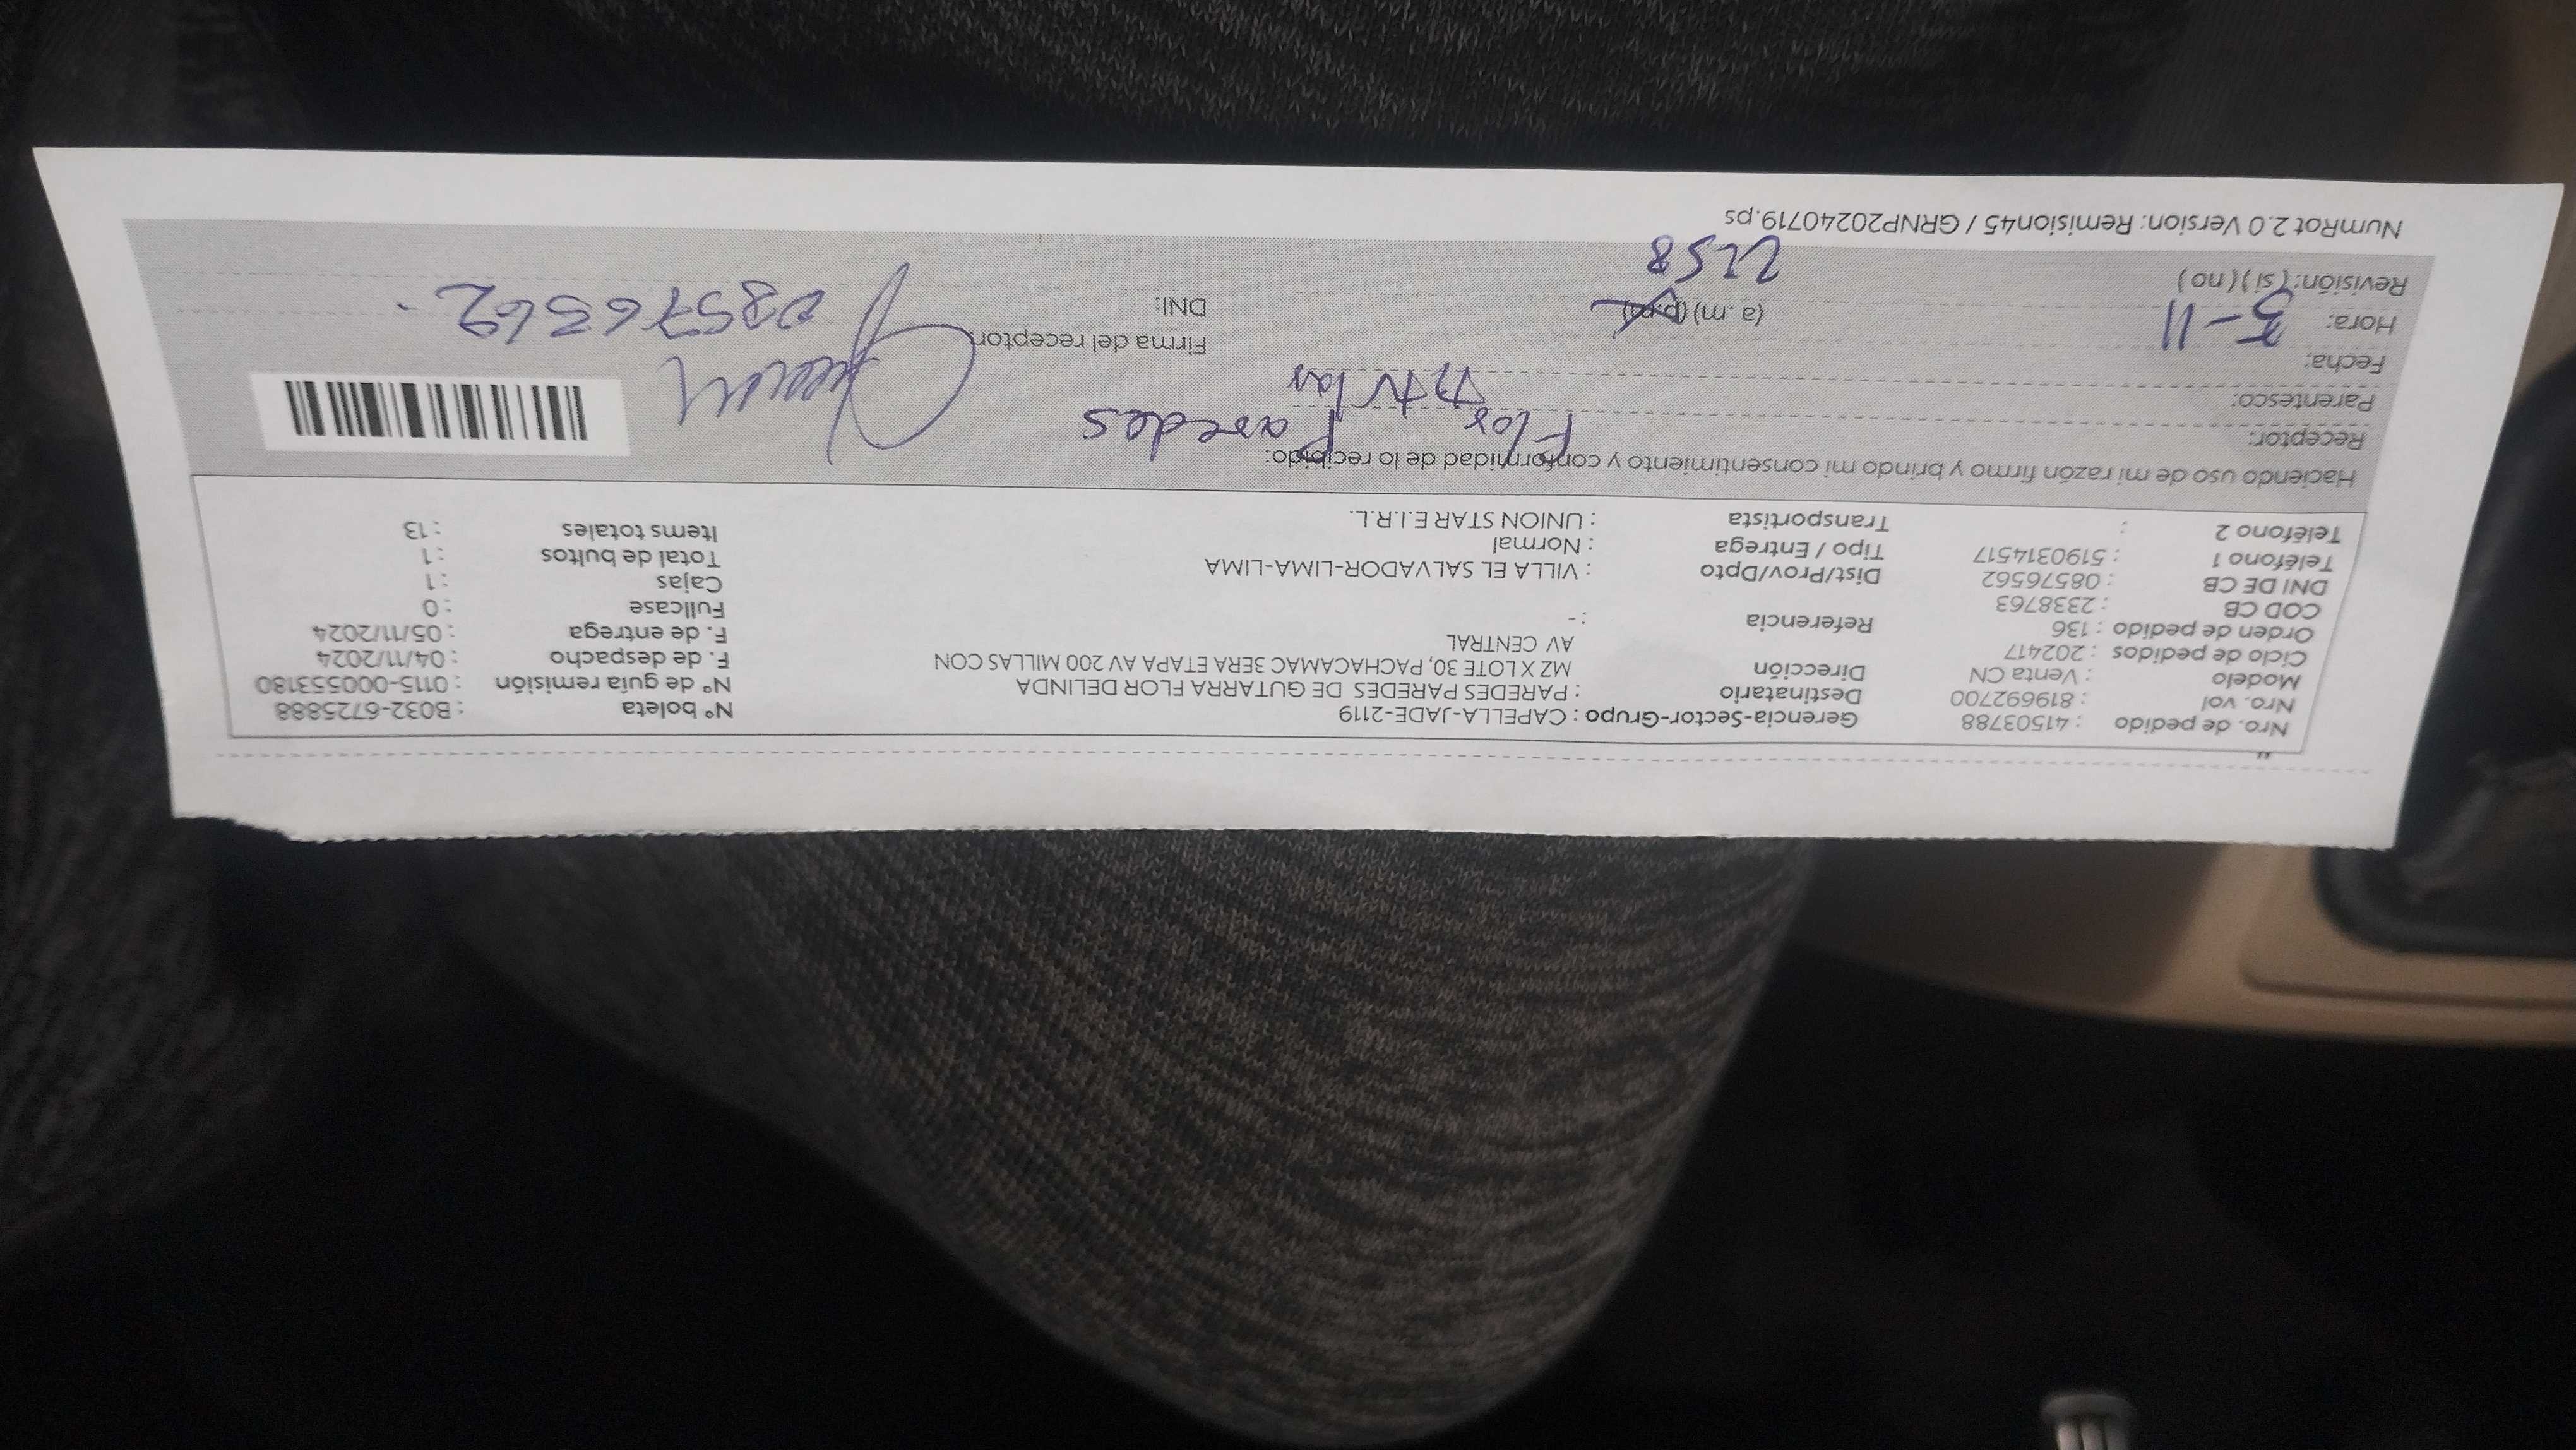 Nro. de pedido : 41503788 Gerencia-Sector-Grupo : CAPELLA-JADE-2119 Nº boleta : B032-6725888
Nro. vol : 819692700 Destinatario : PAREDES PAREDES DE GUTARRA FLOR DELINDA Nº de guía remisión : 0115-000553180
Modelo : Venta CN Dirección MZ X LOTE 30, PACHACAMAC 3ERA ETAPA AV 200 MILLAS CON F. de despacho : 04/11/2024
Ciclo de pedidos : 202417 AV CENTRAL F. de entrega : 05/11/2024
Orden de pedido : 136 Referencia : - Fullcase : 0
COD CB : 2338763 Cajas : 1
DNI DE CB : 08576562 Dist/Prov/Dpto : VILLA EL SALVADOR-LIMA-LIMA Total de bultos : 1
Teléfono 1 : 5190314517 Tipo / Entrega : Normal Items totales : 13
Teléfono 2 : Transportista : UNION STAR E.I.R.L.
Haciendo uso de mi razón firmo y brindo mi consentimiento y conformidad de lo recibido:
Receptor: Flor Paredes
Parentesco:
Fecha: 5-11
Hora: (a.m) (p.m) Firma del receptor:
Revisión: (si) (no) DNI:
NumRot 2.0 Version: Remision45 / GRNP20240719.ps